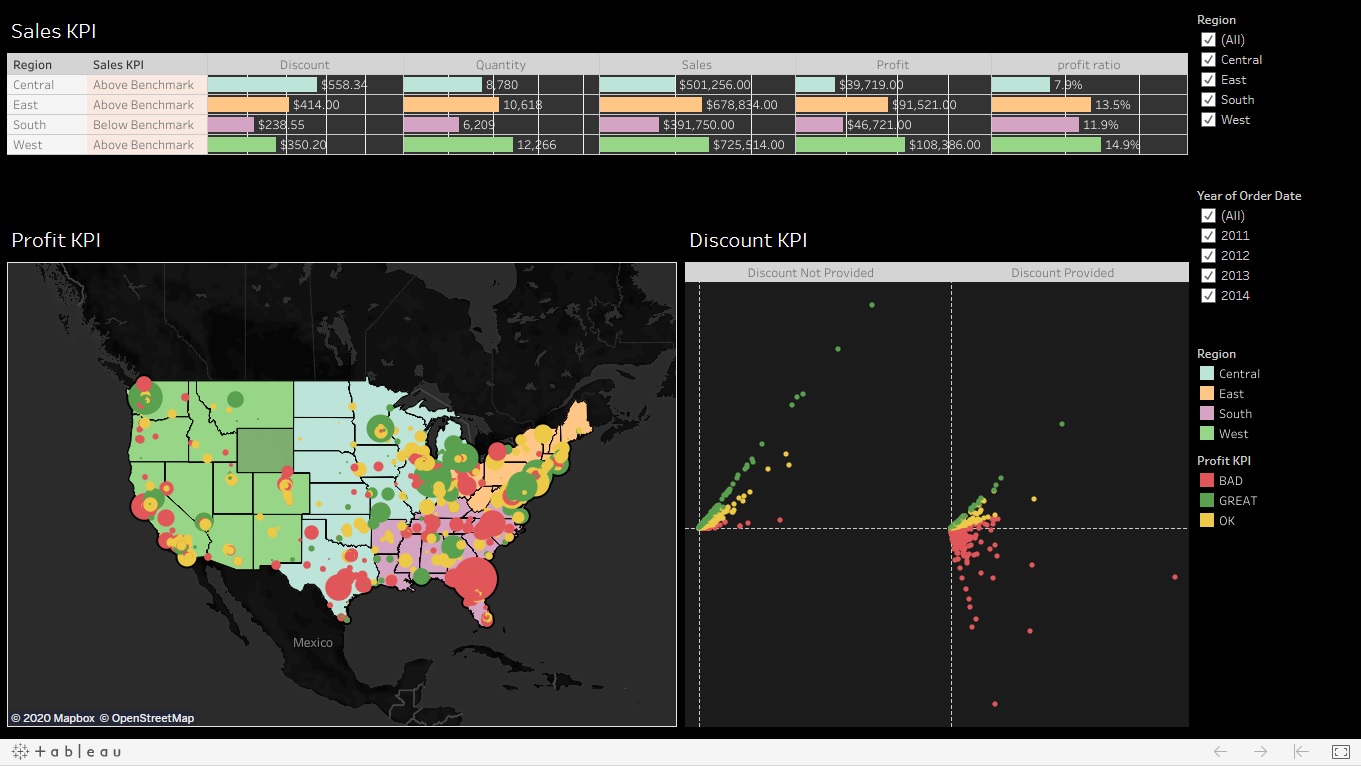 Sales KPI
Region Sales KPI Discount Quantity Sales Profit profit ratio
Central Above Benchmark $558.34 8,780 $501,256.00 $39,719.00 7.9%
East Above Benchmark $414.00 10,618 $678,834.00 $91,521.00 13.5%
South Below Benchmark $238.55 6,209 $391,750.00 $46,721.00 11.9%
West Above Benchmark $350.20 12,266 $725,514.00 $108,386.00 14.9%
Region
(All)
Central
East
South
West
Year of Order Date
(All)
2011
2012
2013
2014
Profit KPI
Mexico
© 2020 Mapbox © OpenStreetMap
Discount KPI
Discount Not Provided Discount Provided
Region
Central
East
South
West
Profit KPI
BAD
GREAT
OK
+ a b | e a u